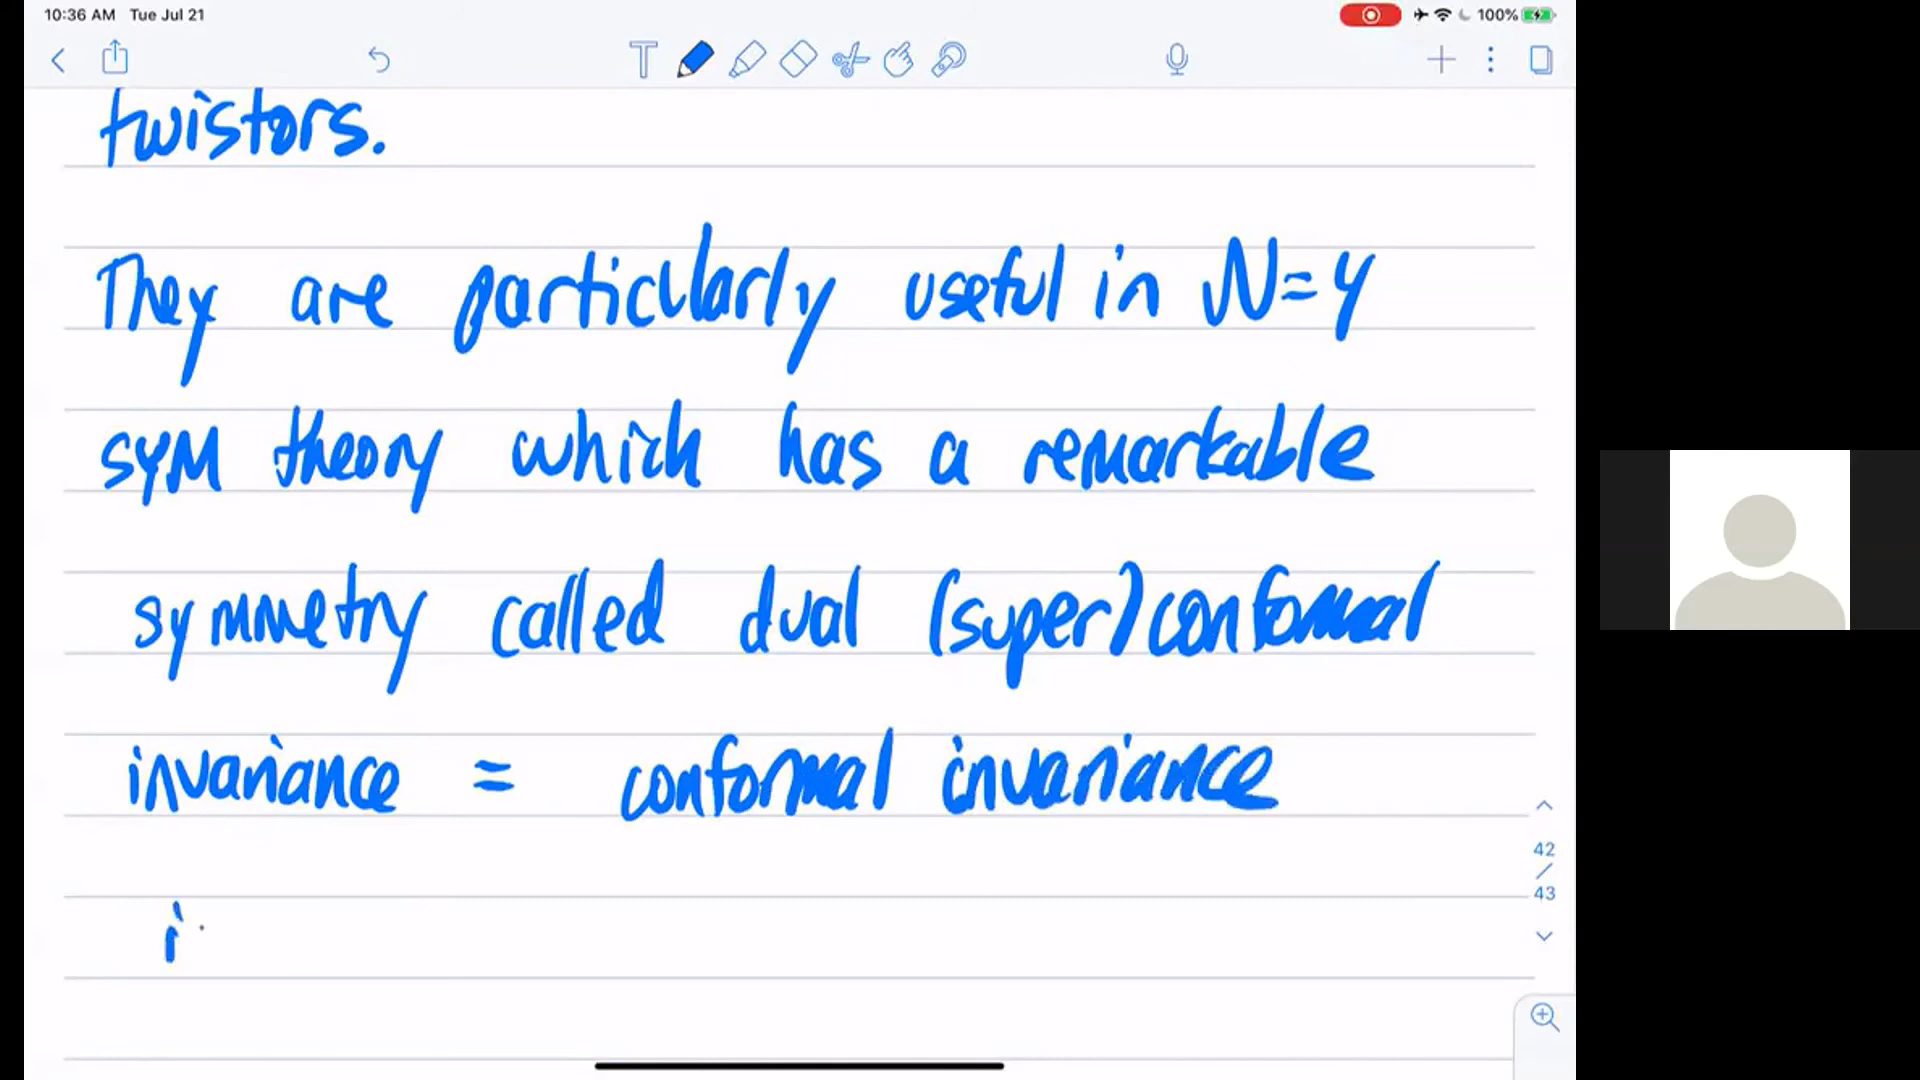 10:36 AM Tue Jul 21
100%
twistors.
They are particularly useful in N=4
SYM theory which has a remarkable
symmetry called dual (super)conformal
invariance = conformal invariance
i
42
/
43